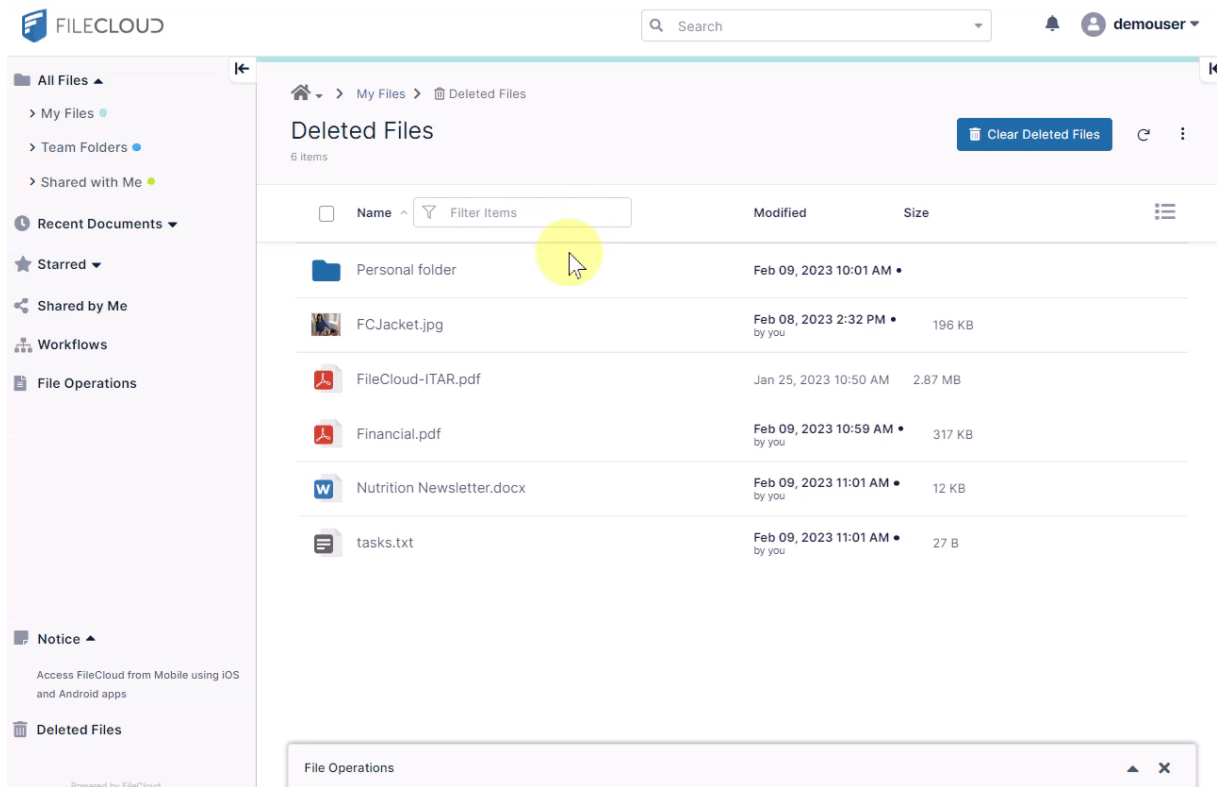 FILECLOUD
Search
demouser
All Files
My Files
Team Folders
Shared with Me
Recent Documents
Starred
Shared by Me
Workflows
File Operations
Notice
Access FileCloud from Mobile using iOS
and Android apps
Deleted Files
Powered by FileCloud
My Files Deleted Files
Deleted Files
6 items
Clear Deleted Files
Name Filter Items Modified Size
Personal folder Feb 09, 2023 10:01 AM
FCJacket.jpg Feb 08, 2023 2:32 PM 196 KB
by you
FileCloud-ITAR.pdf Jan 25, 2023 10:50 AM 2.87 MB
Financial.pdf Feb 09, 2023 10:59 AM 317 KB
by you
Nutrition Newsletter.docx Feb 09, 2023 11:01 AM 12 KB
by you
tasks.txt Feb 09, 2023 11:01 AM 27 B
by you
File Operations